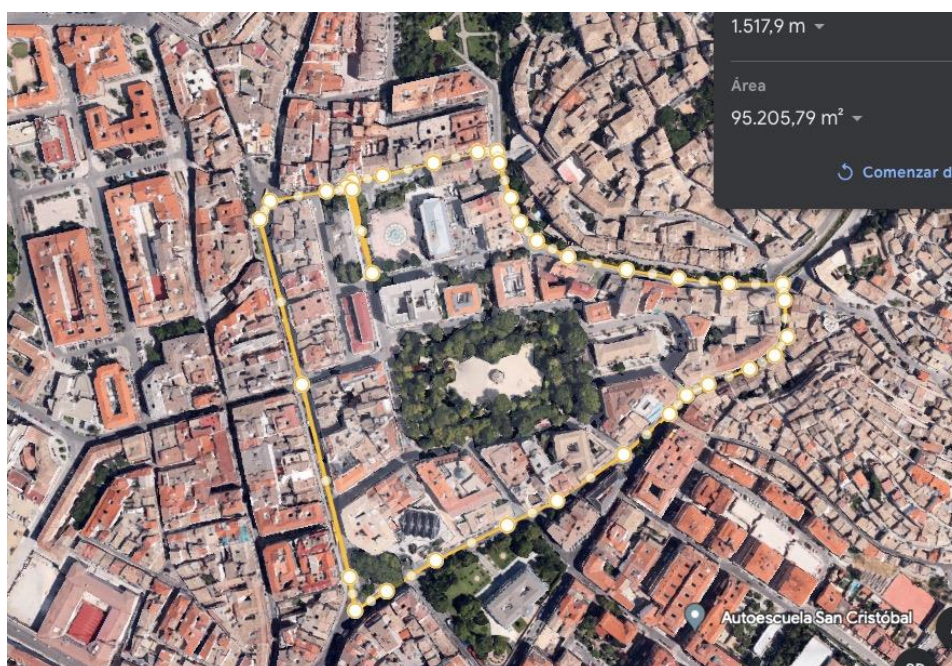 1.517,9 m
Área
95.205,79 m²
Comenzar d
Autoescuela San Cristóbal